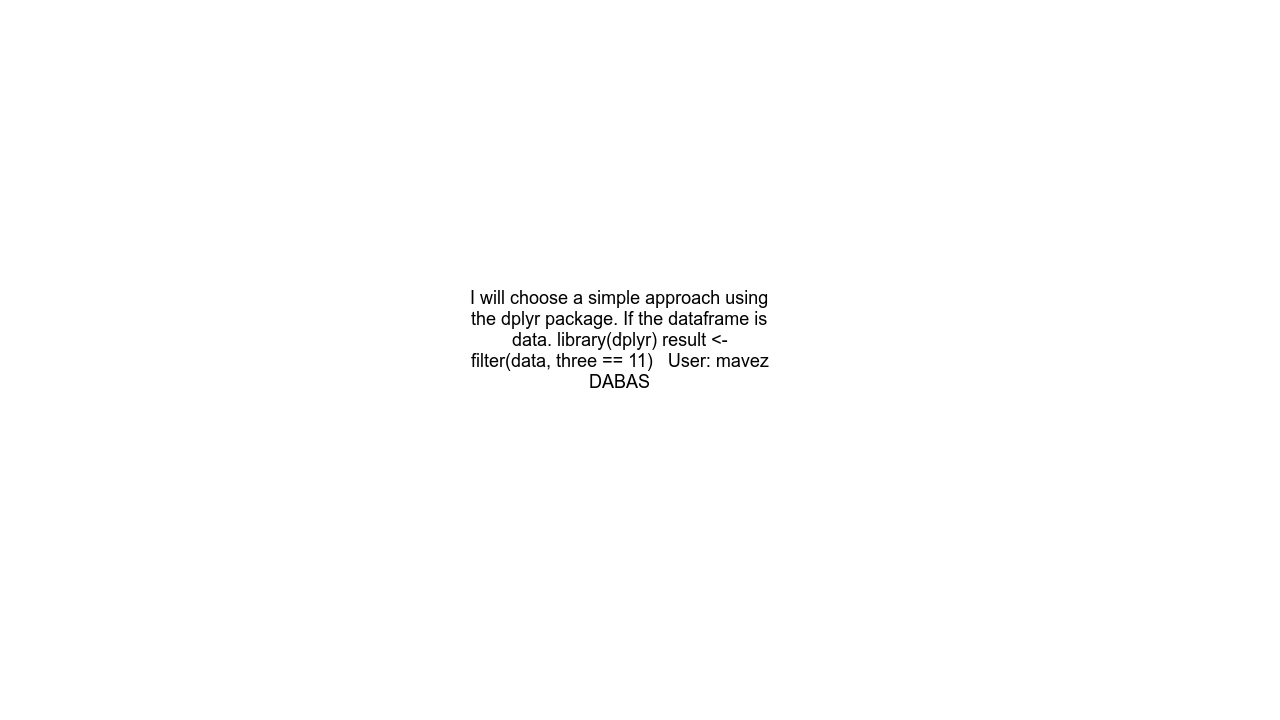 I will choose a simple approach using
the dplyr package. If the dataframe is
data. library(dplyr) result <-
filter(data, three == 11)   User: mavez
DABAS